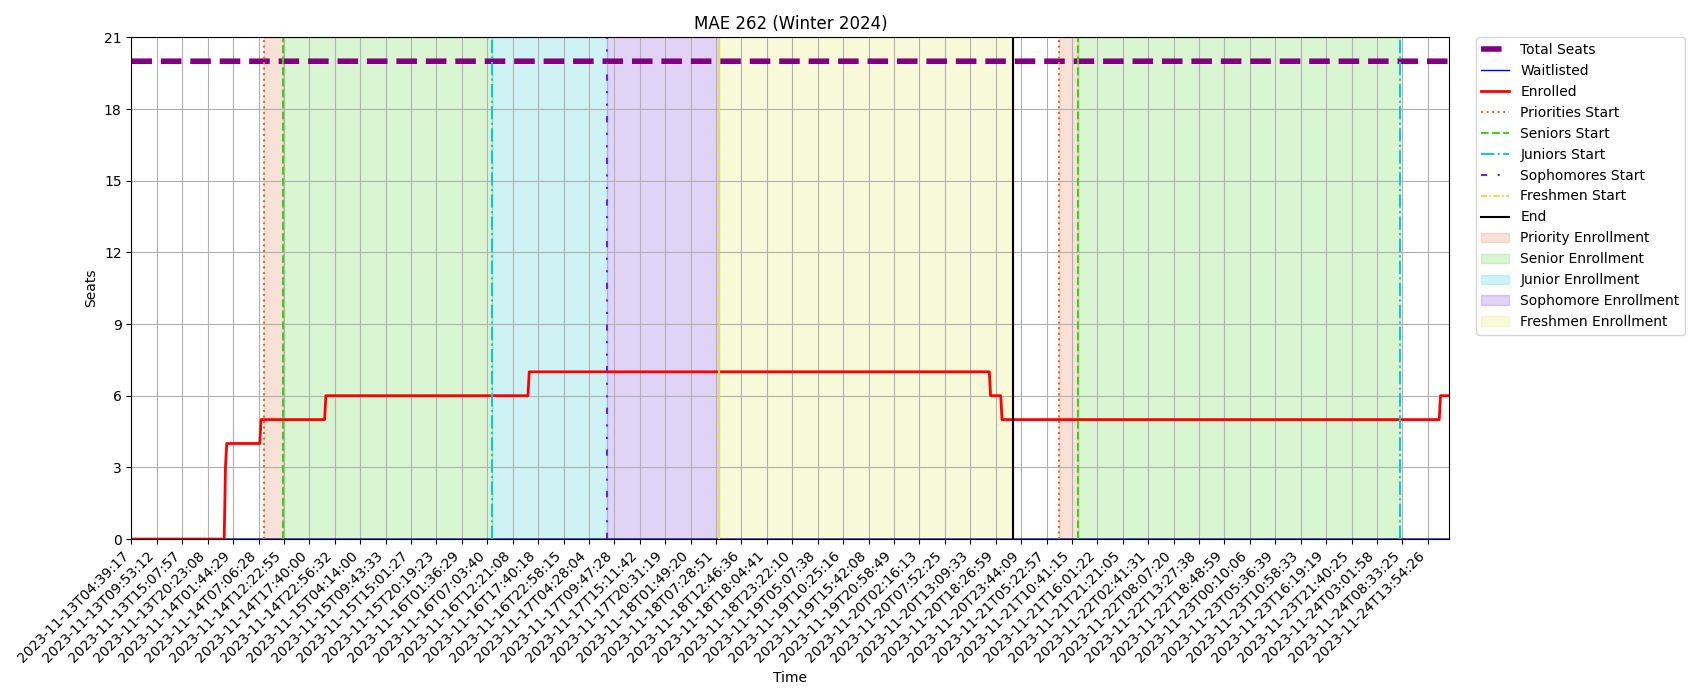 MAE 262 (Winter 2024)
21
18
15
12
9
6
3
0
Seats
2023-11-13T04:39:17
2023-11-13T09:53:12
2023-11-13T15:07:57
2023-11-13T20:23:08
2023-11-14T01:44:29
2023-11-14T07:06:28
2023-11-14T12:22:55
2023-11-14T17:40:00
2023-11-14T22:56:32
2023-11-15T04:14:00
2023-11-15T09:43:33
2023-11-15T15:01:27
2023-11-15T20:19:23
2023-11-16T01:36:29
2023-11-16T07:03:40
2023-11-16T12:21:08
2023-11-16T17:40:18
2023-11-16T22:58:15
2023-11-17T04:28:04
2023-11-17T09:47:28
2023-11-17T15:11:42
2023-11-17T20:31:19
2023-11-18T01:49:20
2023-11-18T07:28:51
2023-11-18T12:46:36
2023-11-18T18:04:41
2023-11-18T23:22:10
2023-11-19T05:07:38
2023-11-19T10:25:16
2023-11-19T15:42:08
2023-11-19T20:58:49
2023-11-20T02:16:13
2023-11-20T07:52:25
2023-11-20T13:09:33
2023-11-20T18:26:59
2023-11-20T23:44:09
2023-11-21T05:22:57
2023-11-21T10:41:15
2023-11-21T16:01:22
2023-11-21T21:21:05
2023-11-22T02:41:31
2023-11-22T08:07:20
2023-11-22T13:27:38
2023-11-22T18:48:59
2023-11-23T00:10:06
2023-11-23T05:36:39
2023-11-23T10:58:33
2023-11-23T16:19:19
2023-11-23T21:40:25
2023-11-24T03:01:58
2023-11-24T08:33:25
2023-11-24T13:54:26
Time
Total Seats
Waitlisted
Enrolled
Priorities Start
Seniors Start
Juniors Start
Sophomores Start
Freshmen Start
End
Priority Enrollment
Senior Enrollment
Junior Enrollment
Sophomore Enrollment
Freshmen Enrollment